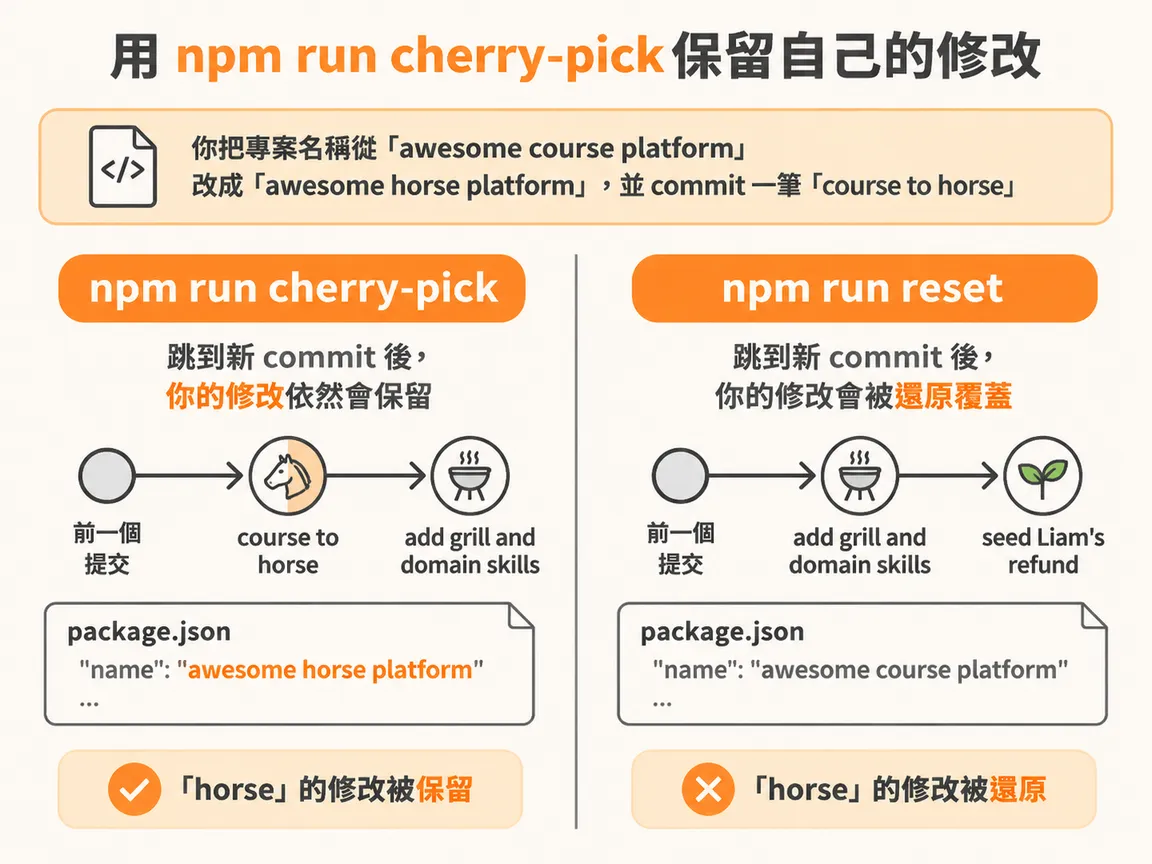 用 npm run cherry-pick 保留自己的修改
</>
你把專案名稱從「awesome course platform」
改成「awesome horse platform」，並 commit 一筆「course to horse」
npm run cherry-pick
跳到新 commit 後，
你的修改依然會保留
前一個
提交
course to
horse
add grill and
domain skills
package.json
"name": "awesome horse platform"
...
「horse」的修改被保留
npm run reset
跳到新 commit 後，
你的修改會被還原覆蓋
前一個
提交
add grill and
domain skills
seed Liam's
refund
package.json
"name": "awesome course platform"
...
「horse」的修改被還原